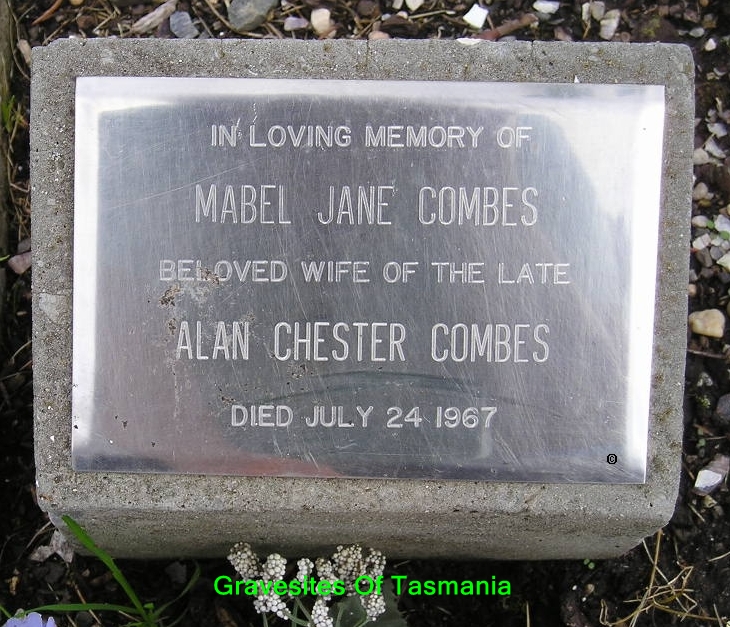 IN LOVING MEMORY OF
MABEL JANE COMBES
BELOVED WIFE OF THE LATE
ALAN CHESTER COMBES
DIED JULY 24 1967
©
Gravesites Of Tasmania